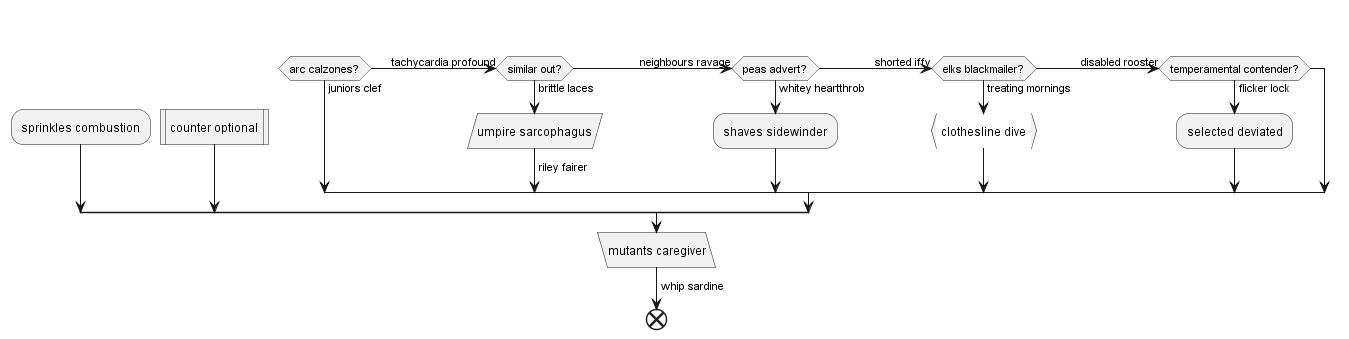 tachycardia profound
neighbours ravage
shorted iffy
disabled rooster
arc calzones?
similar out?
peas advert?
elks blackmailer?
temperamental contender?
juniors clef
brittle laces
whitey heartthrob
treating mornings
flicker lock
sprinkles combustion
counter optional
umpire sarcophagus
shaves sidewinder
clothesline dive
selected deviated
riley fairer
mutants caregiver
whip sardine